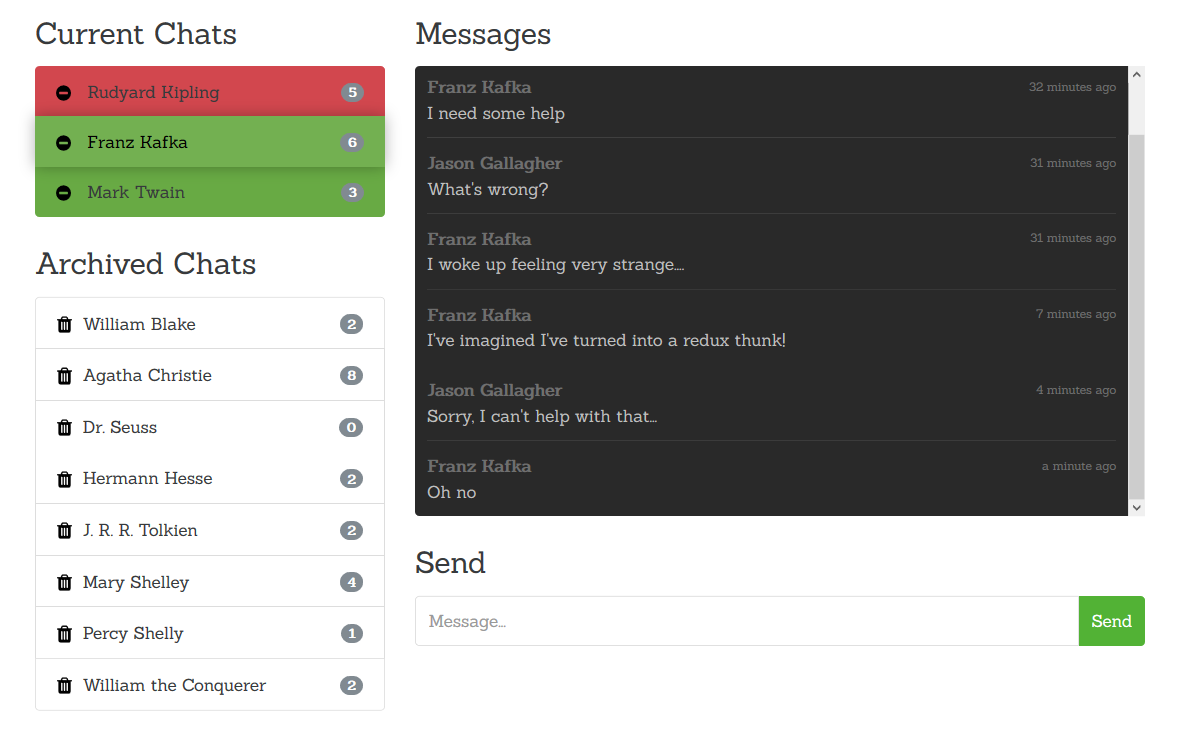 Current Chats
Rudyard Kipling 5
Franz Kafka 6
Mark Twain 3
Archived Chats
William Blake 2
Agatha Christie 8
Dr. Seuss 0
Hermann Hesse 2
J. R. R. Tolkien 2
Mary Shelley 4
Percy Shelly 1
William the Conquerer 2
Messages
Franz Kafka 32 minutes ago
I need some help
Jason Gallagher 31 minutes ago
What's wrong?
Franz Kafka 31 minutes ago
I woke up feeling very strange....
Franz Kafka 7 minutes ago
I've imagined I've turned into a redux thunk!
Jason Gallagher 4 minutes ago
Sorry, I can't help with that...
Franz Kafka a minute ago
Oh no
Send
Message... Send